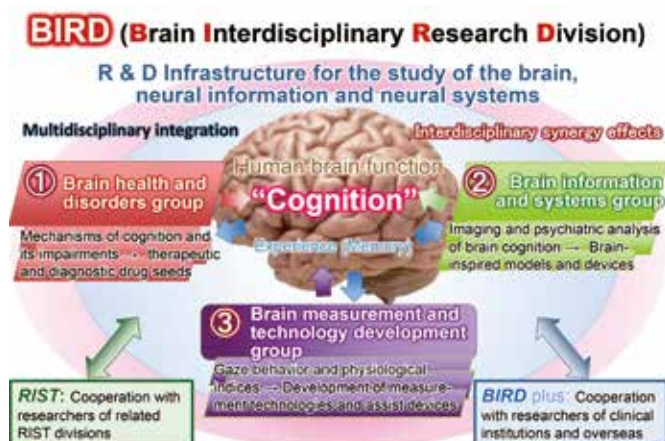 BIRD (Brain Interdisciplinary Research Division)
R & D Infrastructure for the study of the brain,
neural information and neural systems
Multidisciplinary integration
Interdisciplinary synergy effects
Human brain function
"Cognition"
Experience (Memory)
① Brain health and
disorders group
Mechanisms of cognition and
its impairments → therapeutic
and diagnostic drug seeds
② Brain information
and systems group
Imaging and psychiatric analysis
of brain cognition → Brain-
inspired models and devices
③ Brain measurement and
technology development
group
Gaze behavior and physiological
indices → Development of measure-
ment technologies and assist devices
RIST: Cooperation with
researchers of related
RIST divisions
BIRD plus: Cooperation
with researchers of clinical
institutions and overseas